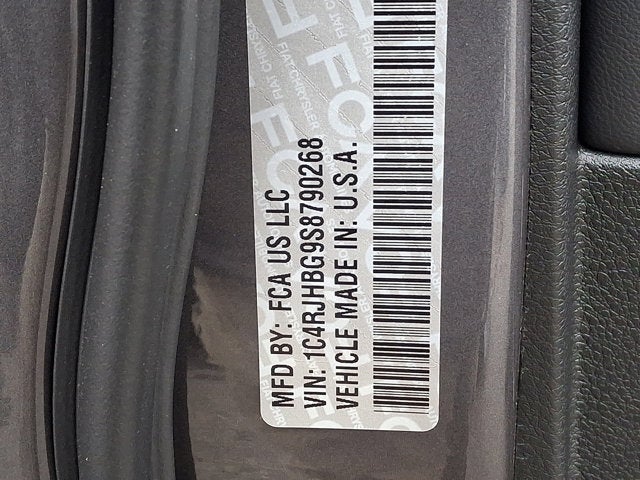 MFD BY: FCA US LLC
VIN: 1C4RJHBG9S8790268
VEHICLE MADE IN: U.S.A.